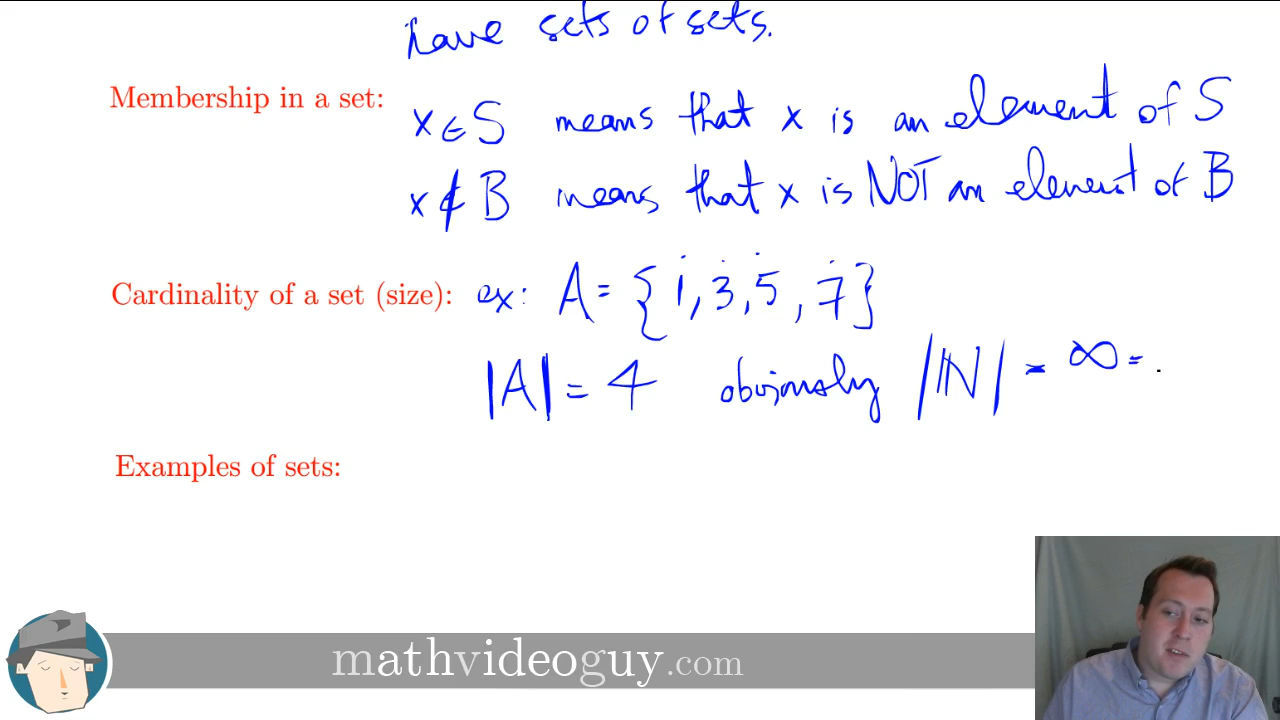 have sets of sets.
Membership in a set: x ∈ S means that x is an element of S
x ∉ B means that x is NOT an element of B
Cardinality of a set (size): ex: A = {1, 3, 5, 7}
|A| = 4 obviously |ℕ| = ∞ =
Examples of sets:
mathvideoguy.com